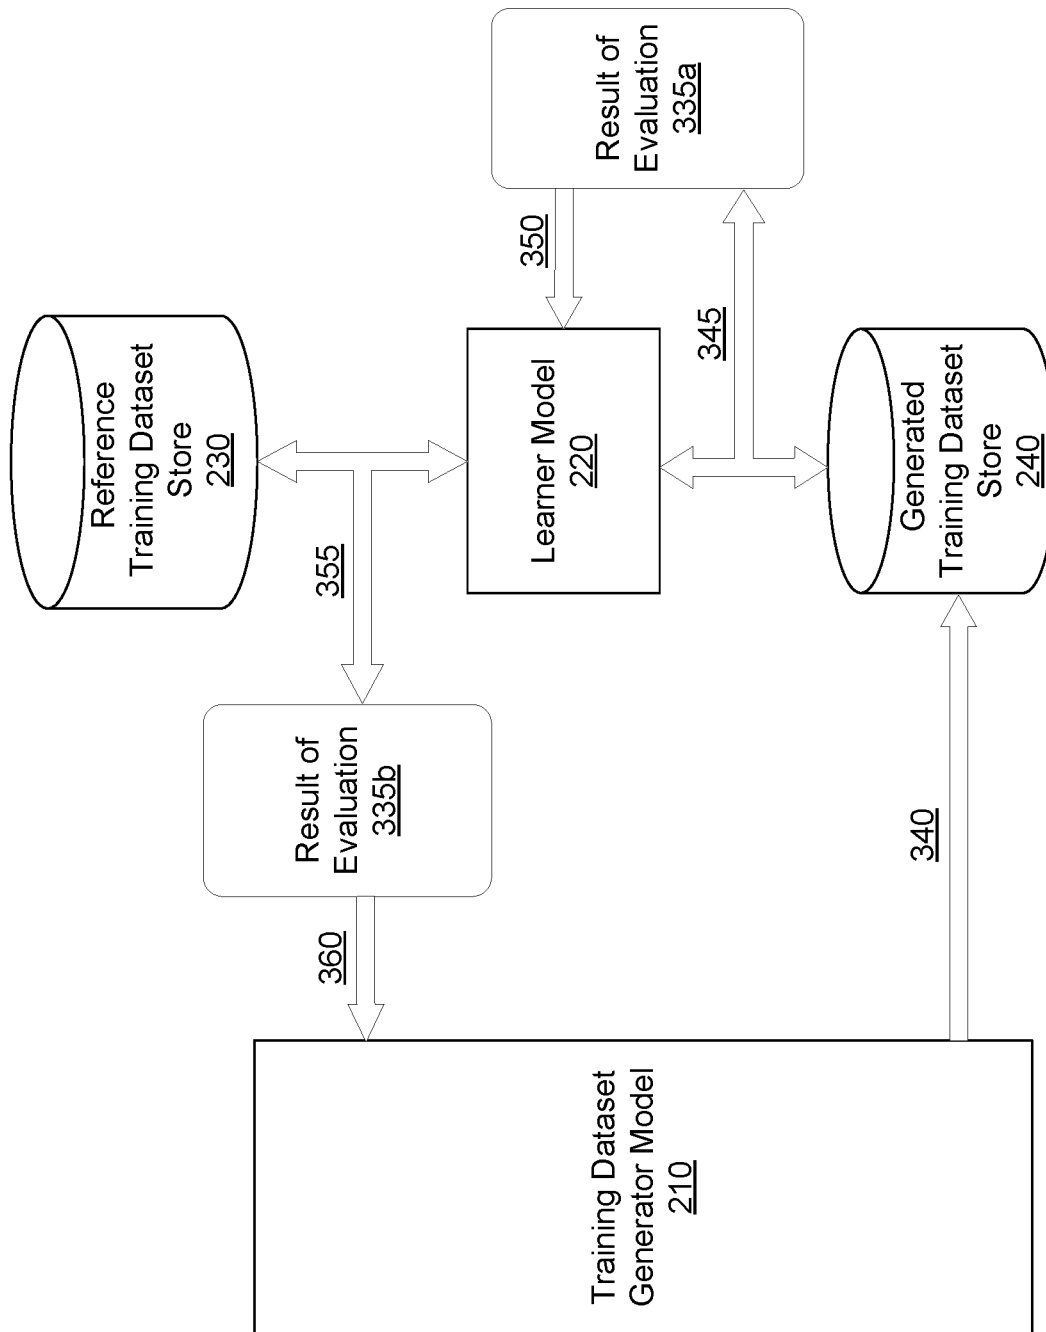 Reference
Training Dataset
Store
230
355
Result of
Evaluation
335b
360
Learner Model
220
350
Result of
Evaluation
335a
345
Training Dataset
Generator Model
210
340
Generated
Training Dataset
Store
240